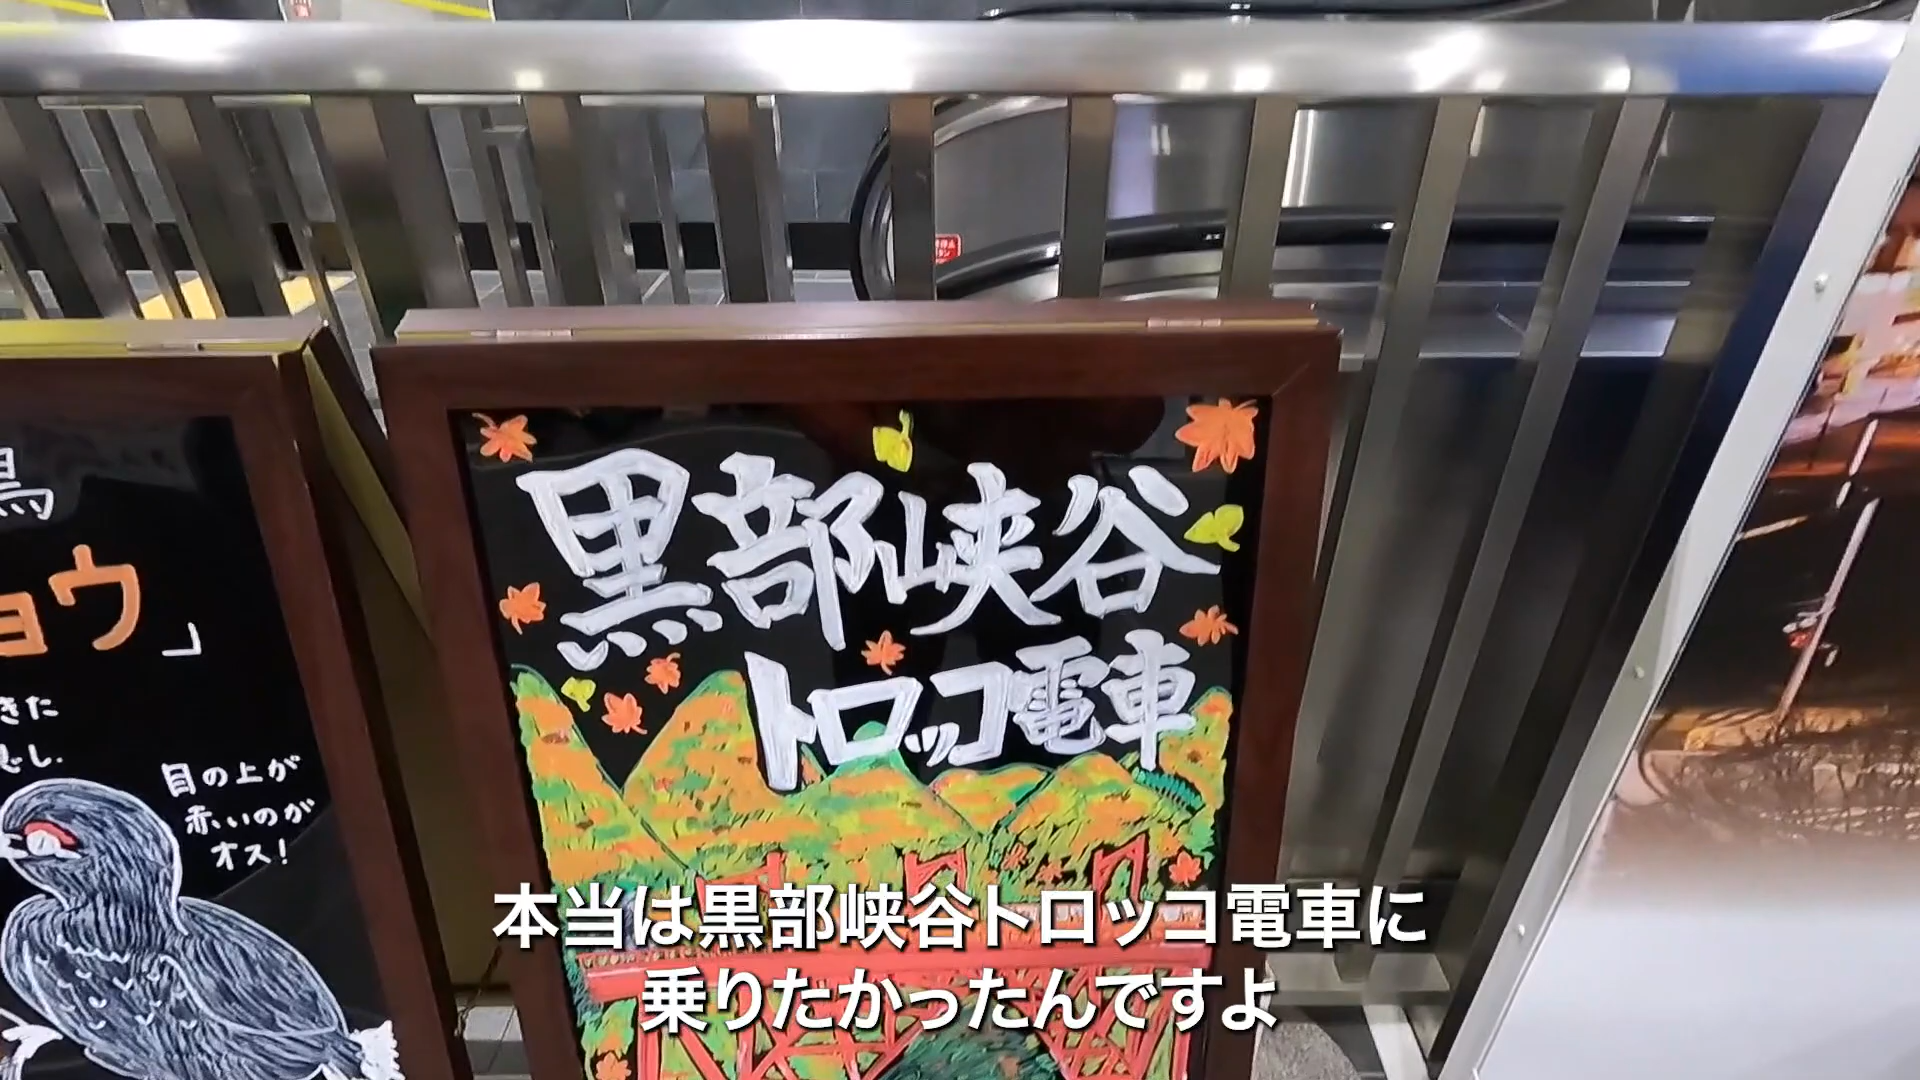 黒部峡谷
トロッコ電車
ョウ」
きた
目の上が
赤いのが
オス!
本当は黒部峡谷トロッコ電車に
乗りたかったんですよ